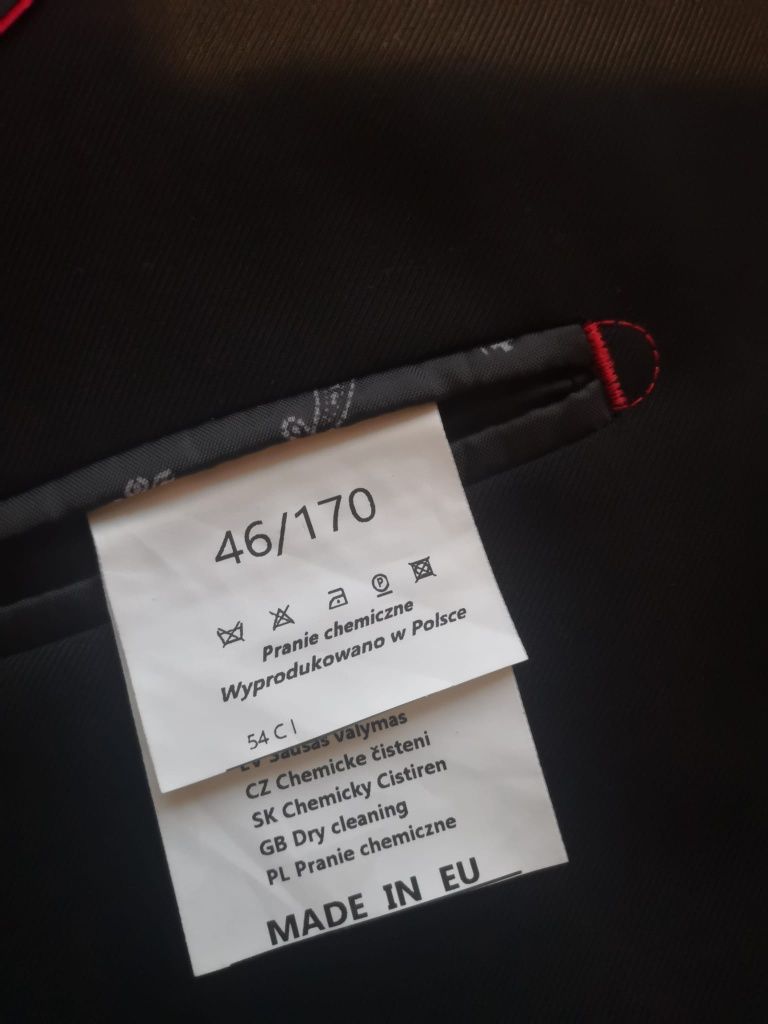 46/170
P
Pranie chemiczne
Wyprodukowano w Polsce
54 C I
Sausas Valymas
CZ Chemicke čisteni
SK Chemicky Cistiren
GB Dry cleaning
PL Pranie chemiczne
MADE IN EU